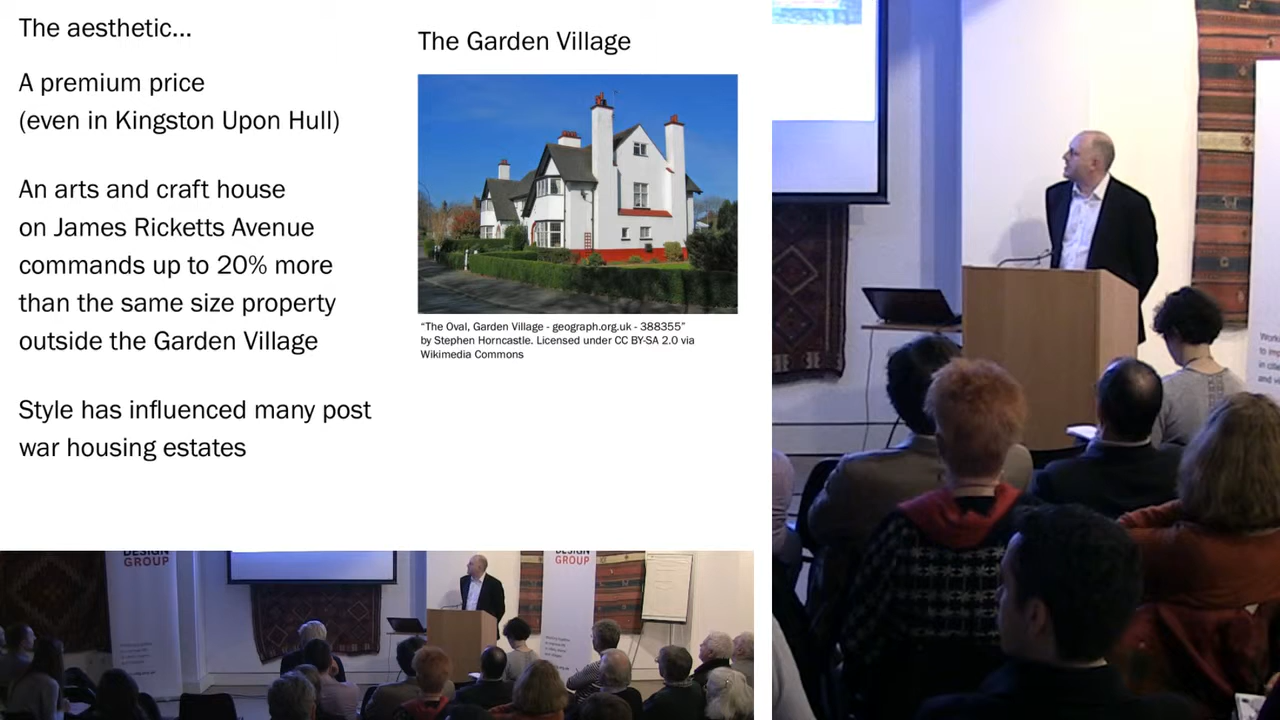 The aesthetic...
A premium price
(even in Kingston Upon Hull)
An arts and craft house
on James Ricketts Avenue
commands up to 20% more
than the same size property
outside the Garden Village
Style has influenced many post
war housing estates
The Garden Village
“The Oval, Garden Village - geograph.org.uk - 388355”
by Stephen Horncastle. Licensed under CC BY-SA 2.0 via
Wikimedia Commons
DESIGN
GROUP
DESIGN
GROUP